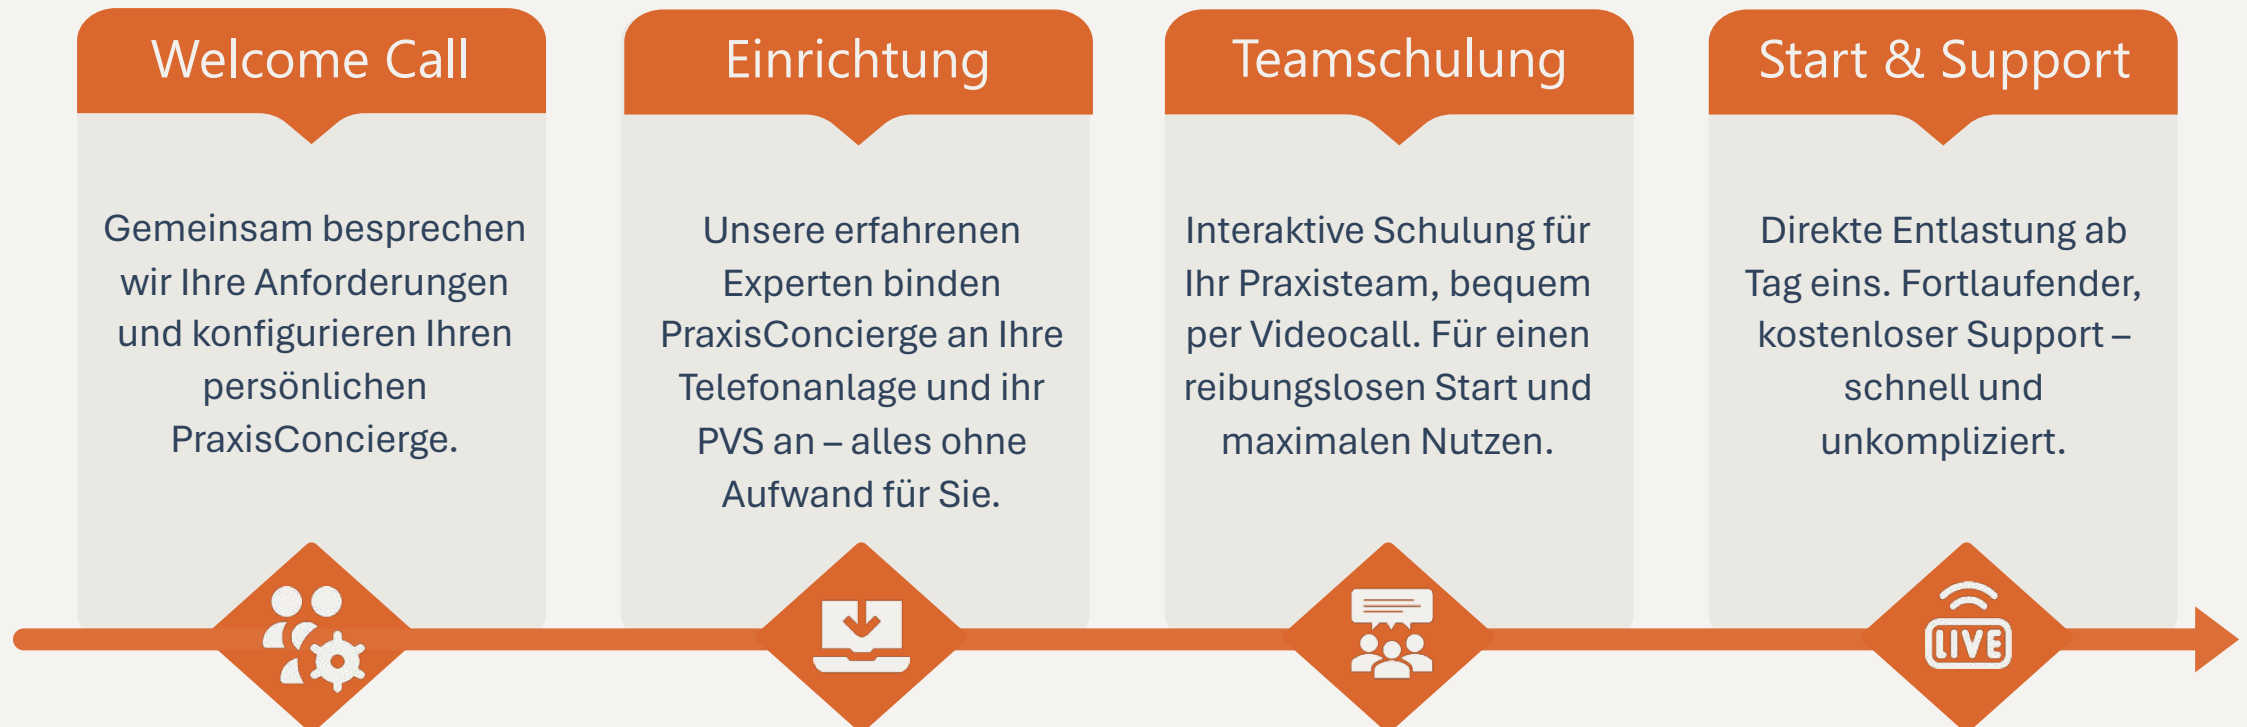 Welcome Call
Gemeinsam besprechen
wir Ihre Anforderungen
und konfigurieren Ihren
persönlichen
PraxisConcierge.
Einrichtung
Unsere erfahrenen
Experten binden
PraxisConcierge an Ihre
Telefonanlage und ihr
PVS an – alles ohne
Aufwand für Sie.
Teamschulung
Interaktive Schulung für
Ihr Praxisteam, bequem
per Videocall. Für einen
reibungslosen Start und
maximalen Nutzen.
Start & Support
Direkte Entlastung ab
Tag eins. Fortlaufender,
kostenloser Support –
schnell und
unkompliziert.
LIVE